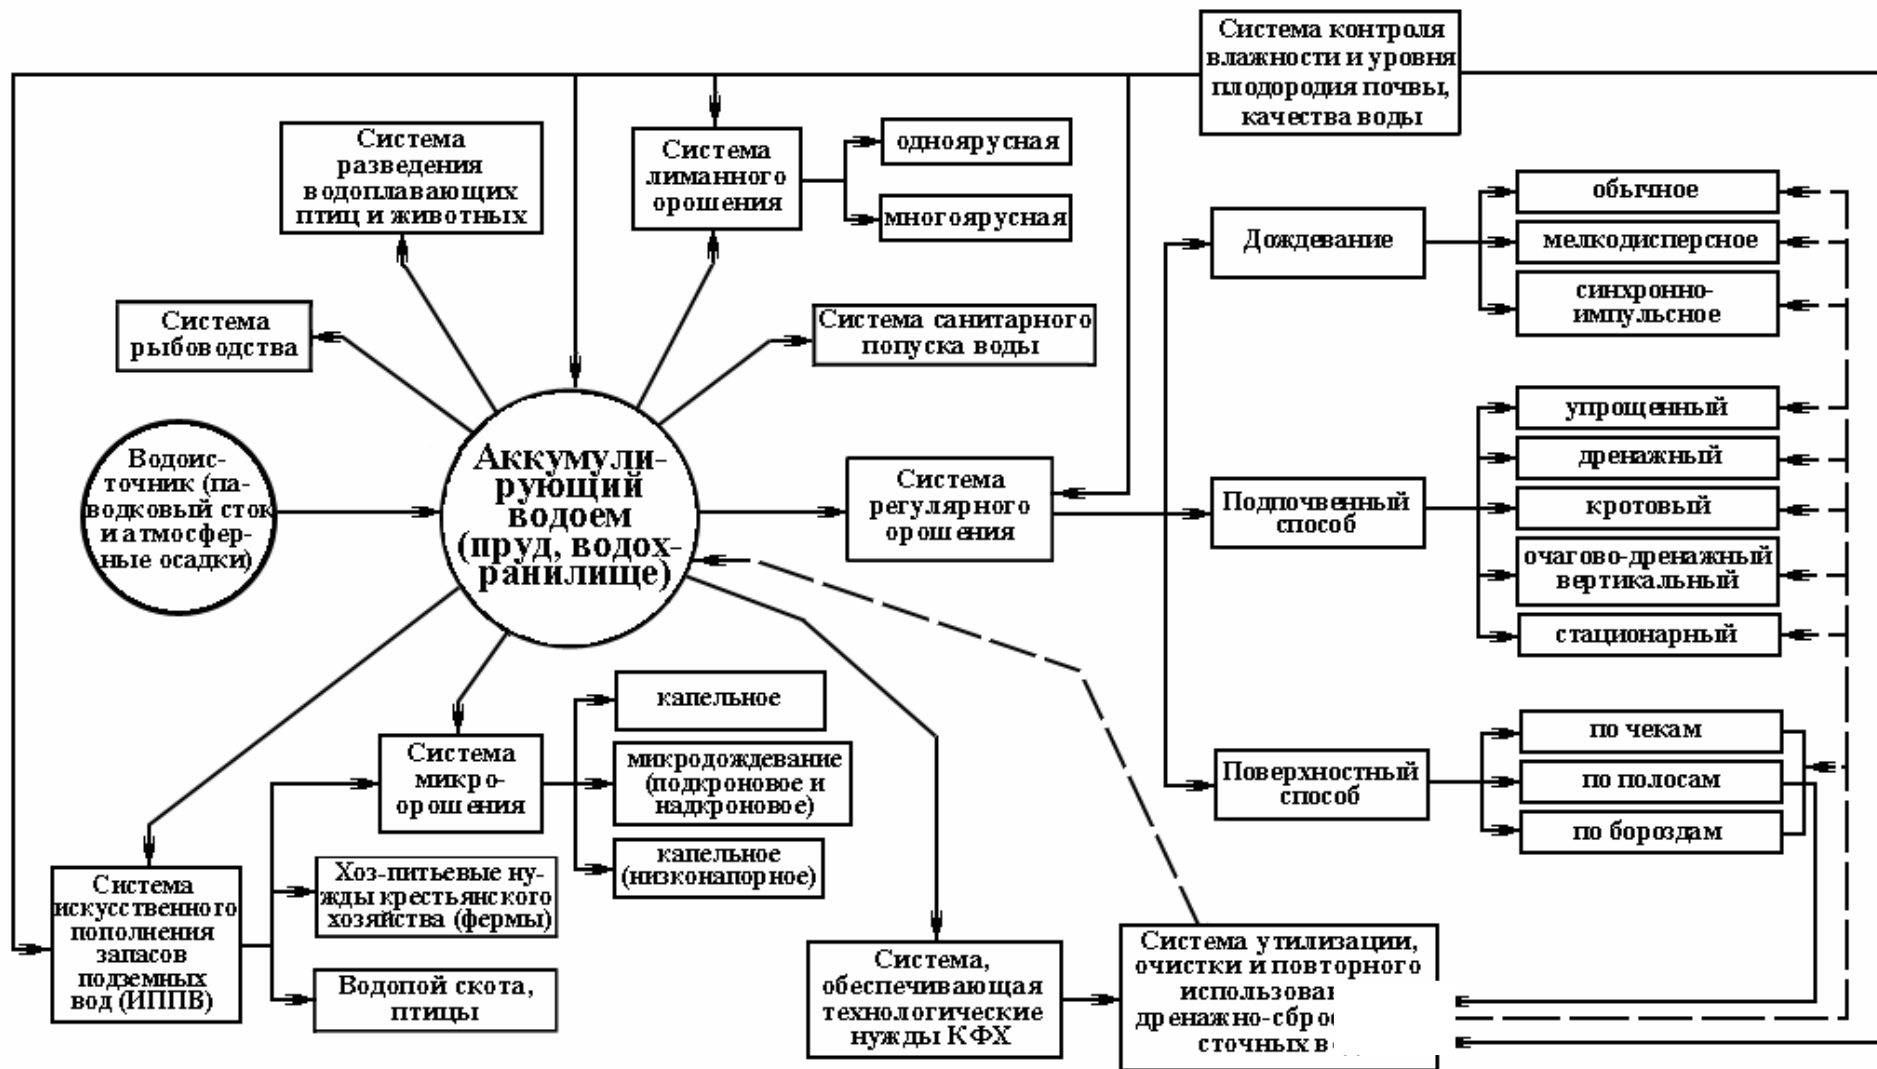 Система контроля
влажности и уровня
плодородия почвы,
качества воды
Система
разведения
водоплавающих
птиц и животных
Система
лиманного
орошения
одноярусная
многоярусная
Система
рыбоводства
Система санитарного
попуска воды
Водоис-
точник (па-
водковый сток
и атмосфер-
ные осадки)
Аккумули-
рующий
водоем
(пруд, водох-
ранилище)
Система
регулярного
орошения
Дождевание
обычное
мелкодисперсное
синхронно-
импульсное
Подпочвенный
способ
упрощенный
дренажный
кротовый
очагово-дренажный
вертикальный
стационарный
Поверхностный
способ
по чекам
по полосам
по бороздам
Система
микро-
орошения
капельное
микродождевание
(подкроновое и
надкроновое)
капельное
(низконапорное)
Система
искусственного
пополнения
запасов
подземных
вод (ИППВ)
Хоз-питьевые ну-
жды крестьянского
хозяйства (фермы)
Водопой скота,
птицы
Система,
обеспечивающая
технологические
нужды КФХ
Система утилизации,
очистки и повторного
сточных